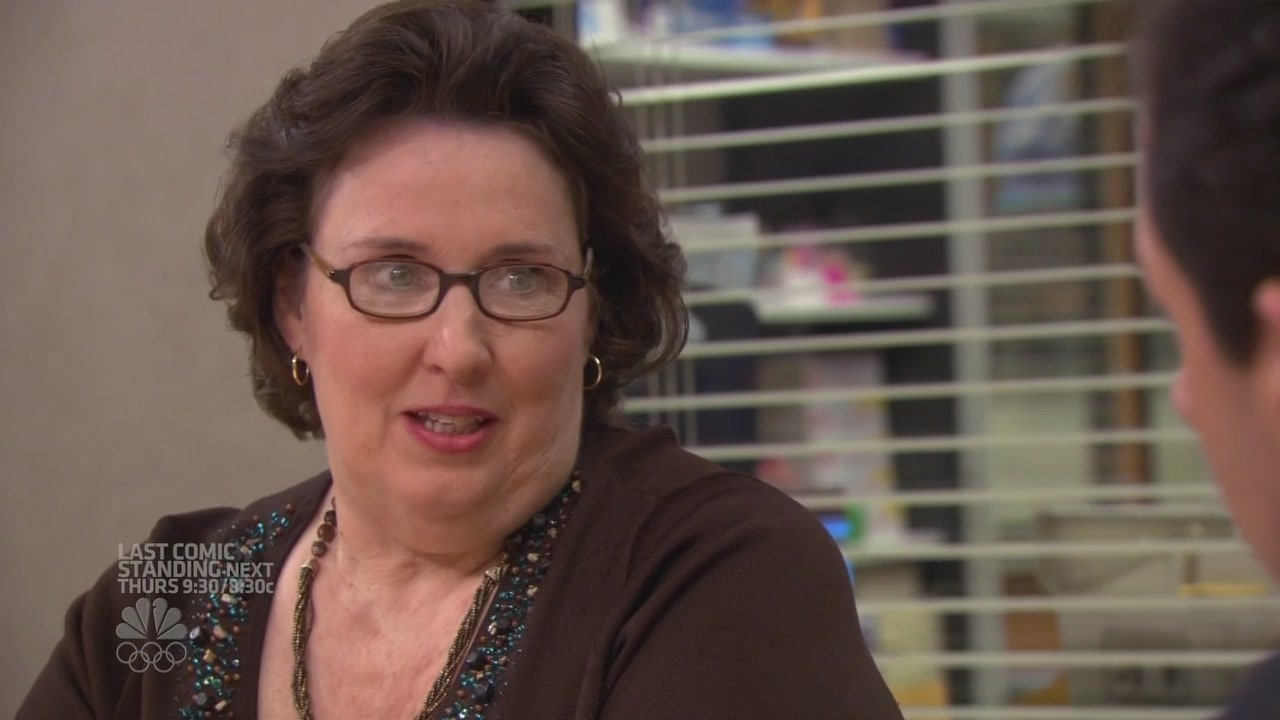 LAST COMIC
STANDING NEXT
THURS 9:30/8:30c